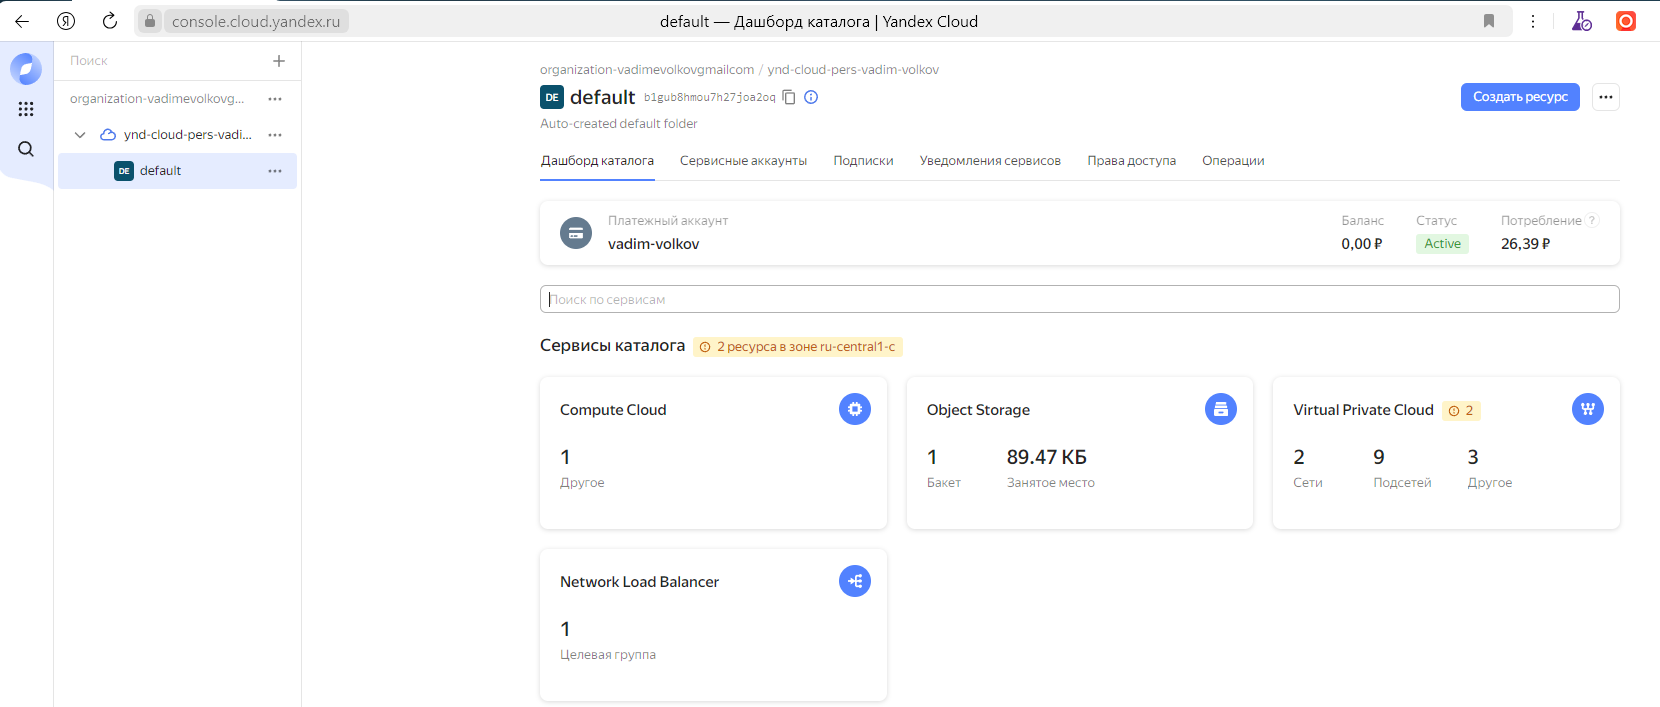 Я console.cloud.yandex.ru default — Дашборд каталога | Yandex Cloud
Поиск
organization-vadimevolkovg...
ynd-cloud-pers-vadi...
DE default
organization-vadimevolkovgmailcom / ynd-cloud-pers-vadim-volkov
DE default b1gub8hmou7h27joa2oq
Создать ресурс
Auto-created default folder
Дашборд каталога Сервисные аккаунты Подписки Уведомления сервисов Права доступа Операции
Платежный аккаунт Баланс Статус Потребление ?
vadim-volkov 0,00 ₽ Active 26,39 ₽
Поиск по сервисам
Сервисы каталога 2 ресурса в зоне ru-central1-c
Compute Cloud
1
Другое
Object Storage
1 89.47 КБ
Бакет Занятое место
Virtual Private Cloud 2
2 9 3
Сети Подсетей Другое
Network Load Balancer
1
Целевая группа